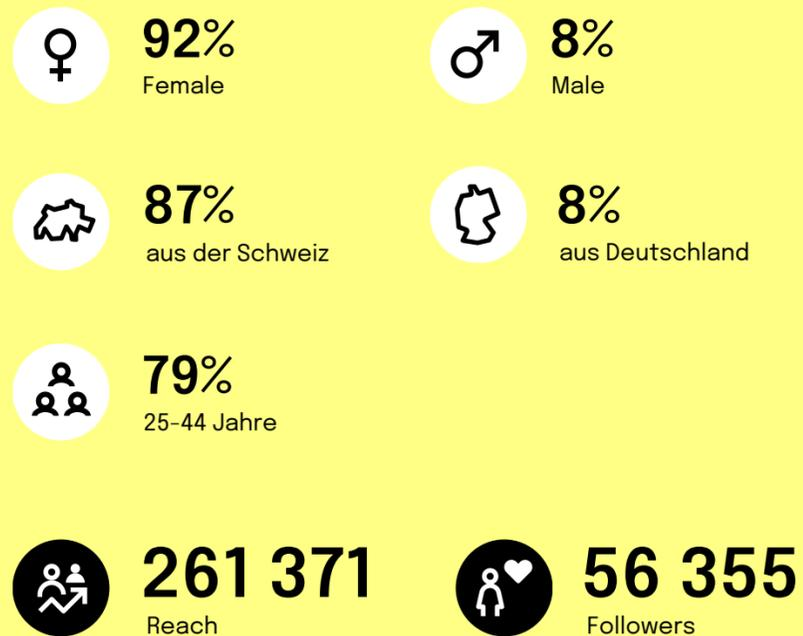 92%
Female
8%
Male
87%
aus der Schweiz
8%
aus Deutschland
79%
25-44 Jahre
261 371
Reach
56 355
Followers